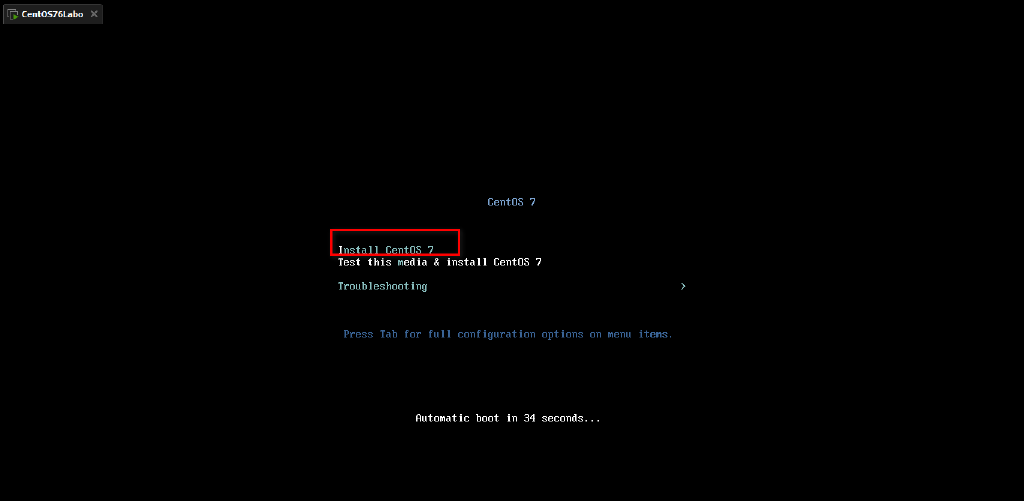 CentOS76Labo
CentOS 7
Install CentOS 7
Test this media & install CentOS 7
Troubleshooting >
Press Tab for full configuration options on menu items.
Automatic boot in 34 seconds...